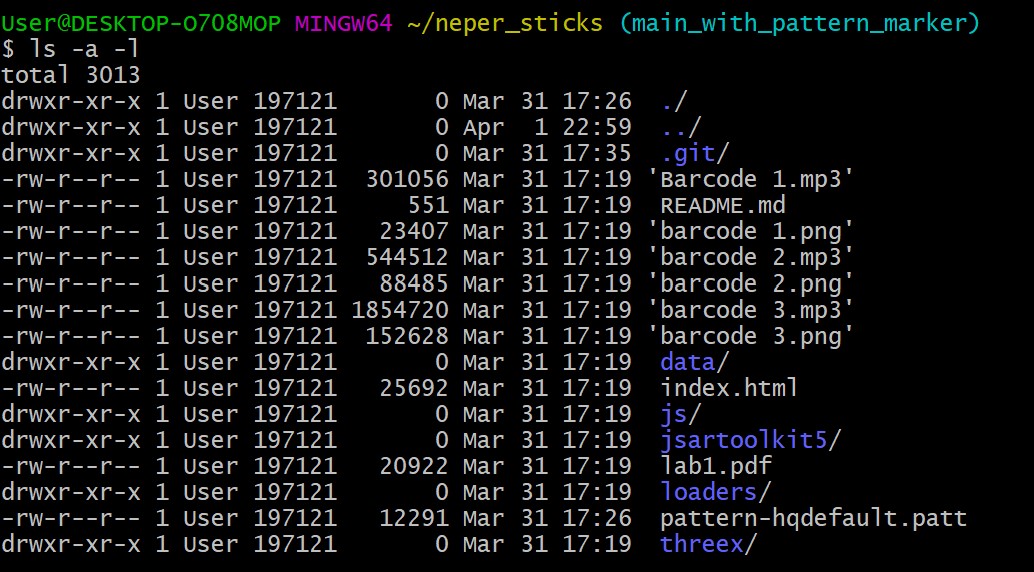 User@DESKTOP-O7O8MOP MINGW64 ~/neper_sticks (main_with_pattern_marker)
$ ls -a -l
total 3013
drwxr-xr-x 1 User 197121       0 Mar 31 17:26  ./
drwxr-xr-x 1 User 197121       0 Apr  1 22:59  ../
drwxr-xr-x 1 User 197121       0 Mar 31 17:35  .git/
-rw-r--r-- 1 User 197121  301056 Mar 31 17:19 'Barcode 1.mp3'
-rw-r--r-- 1 User 197121     551 Mar 31 17:19  README.md
-rw-r--r-- 1 User 197121   23407 Mar 31 17:19 'barcode 1.png'
-rw-r--r-- 1 User 197121  544512 Mar 31 17:19 'barcode 2.mp3'
-rw-r--r-- 1 User 197121   88485 Mar 31 17:19 'barcode 2.png'
-rw-r--r-- 1 User 197121 1854720 Mar 31 17:19 'barcode 3.mp3'
-rw-r--r-- 1 User 197121  152628 Mar 31 17:19 'barcode 3.png'
drwxr-xr-x 1 User 197121       0 Mar 31 17:19  data/
-rw-r--r-- 1 User 197121   25692 Mar 31 17:19  index.html
drwxr-xr-x 1 User 197121       0 Mar 31 17:19  js/
drwxr-xr-x 1 User 197121       0 Mar 31 17:19  jsartoolkit5/
-rw-r--r-- 1 User 197121   20922 Mar 31 17:19  lab1.pdf
drwxr-xr-x 1 User 197121       0 Mar 31 17:19  loaders/
-rw-r--r-- 1 User 197121   12291 Mar 31 17:26  pattern-hqdefault.patt
drwxr-xr-x 1 User 197121       0 Mar 31 17:19  threex/